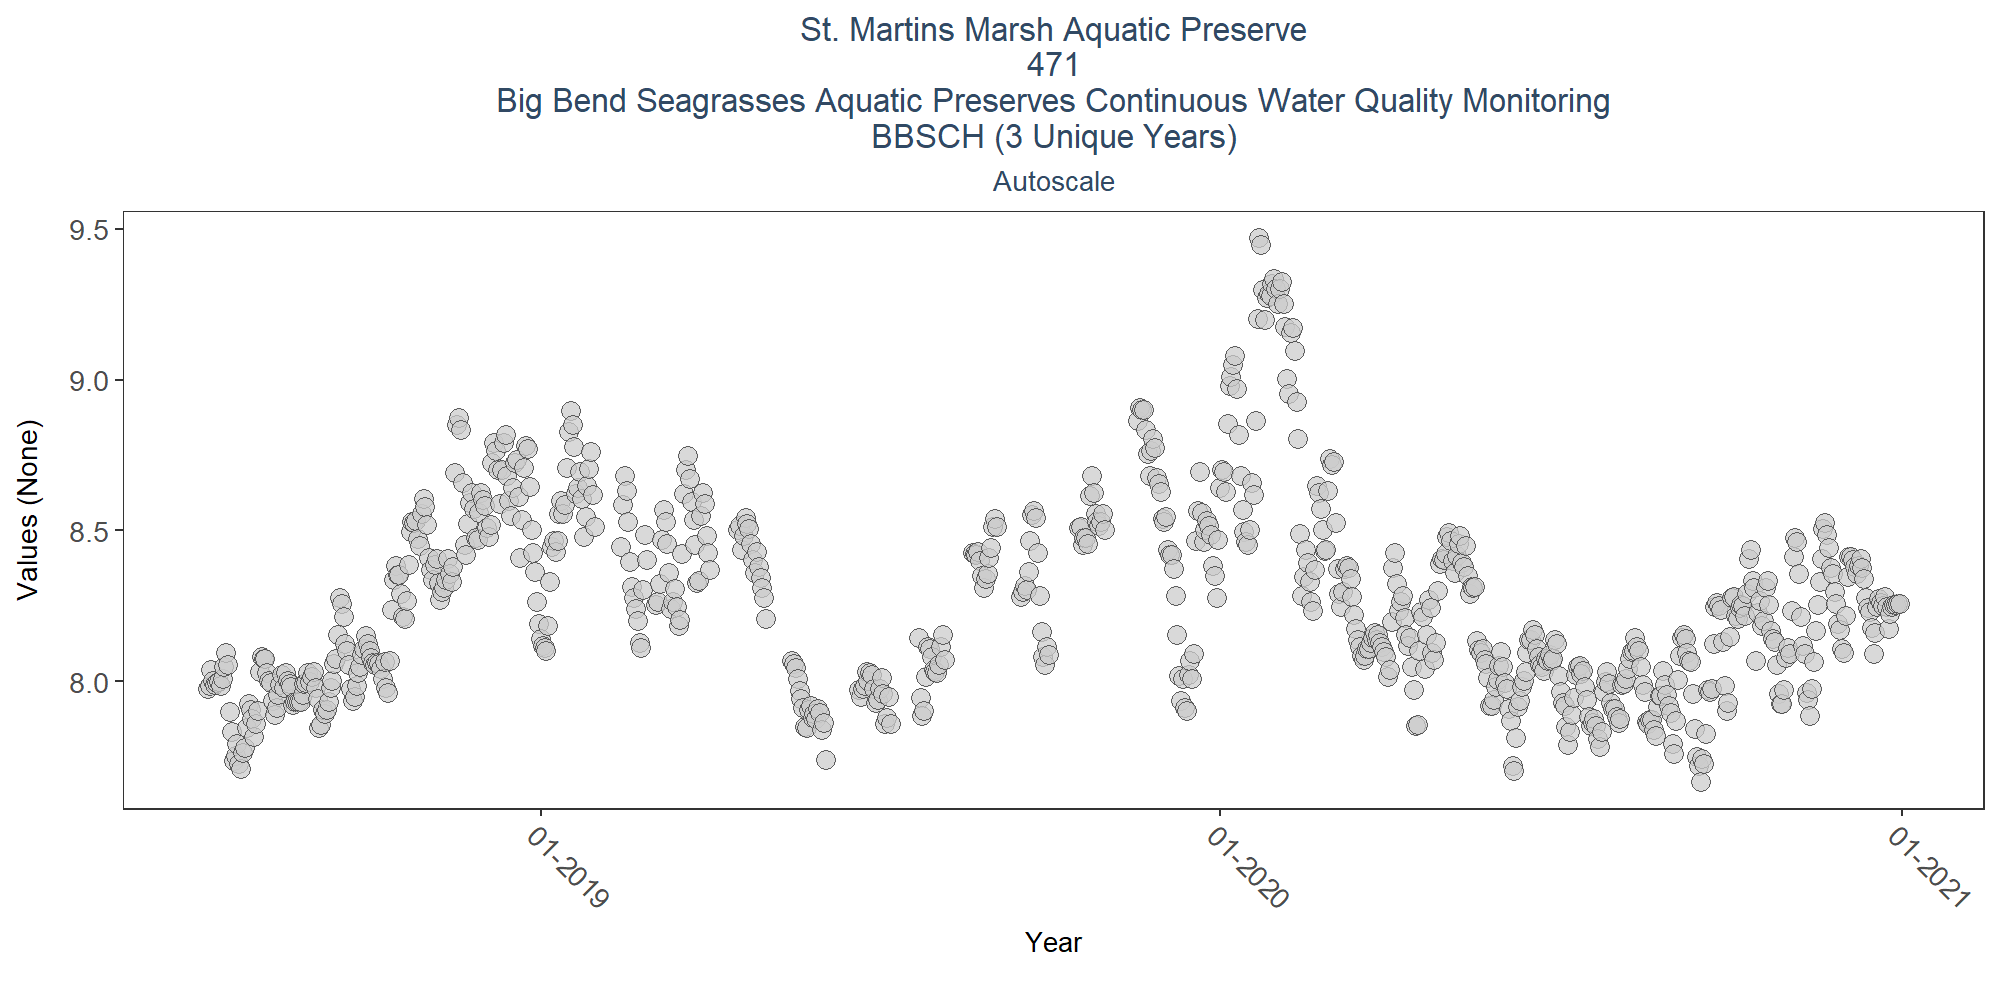 St. Martins Marsh Aquatic Preserve
471
Big Bend Seagrasses Aquatic Preserves Continuous Water Quality Monitoring
BBSCH (3 Unique Years)
Autoscale
Values (None)
9.5
9.0
8.5
8.0
01-2019
01-2020
01-2021
Year